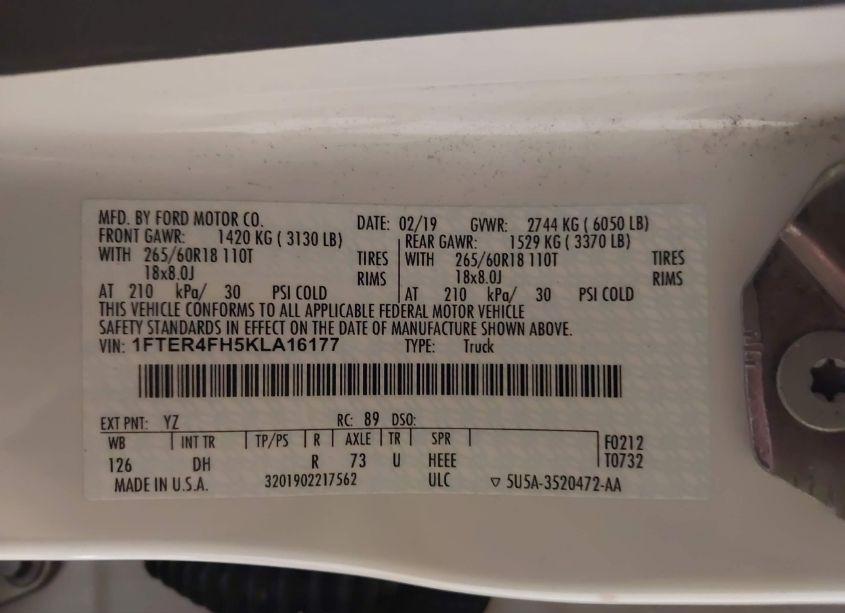 MFD. BY FORD MOTOR CO. DATE: 02/19 GVWR: 2744 KG ( 6050 LB)
FRONT GAWR: 1420 KG ( 3130 LB) REAR GAWR: 1529 KG ( 3370 LB)
WITH 265/60R18 110T TIRES WITH 265/60R18 110T TIRES
18x8.0J RIMS 18x8.0J RIMS
AT 210 kPa/ 30 PSI COLD AT 210 kPa/ 30 PSI COLD
THIS VEHICLE CONFORMS TO ALL APPLICABLE FEDERAL MOTOR VEHICLE
SAFETY STANDARDS IN EFFECT ON THE DATE OF MANUFACTURE SHOWN ABOVE.
VIN: 1FTER4FH5KLA16177 TYPE: Truck
EXT PNT: YZ RC: 89 DSO:
WB INT TR TP/PS R AXLE TR SPR F0212
126 DH R 73 U HEEE T0732
MADE IN U.S.A. 3201902217562 ULC ▽ 5U5A-3520472-AA